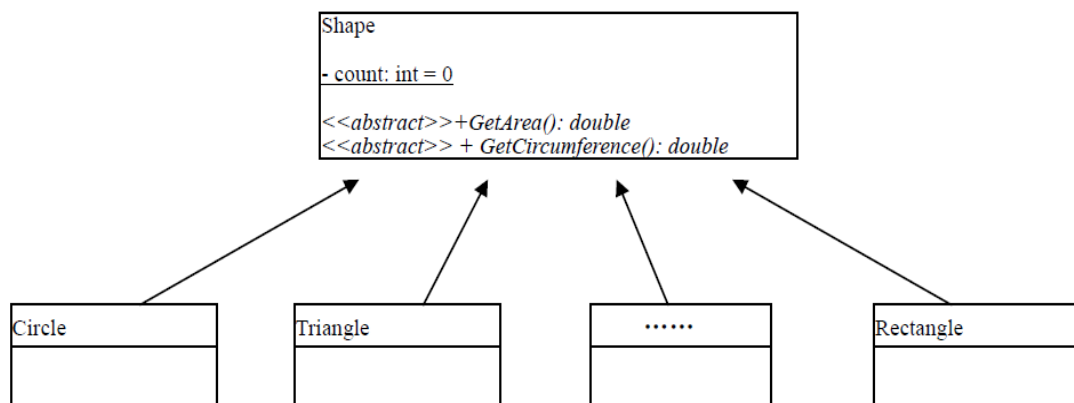 Shape
- count: int = 0
<<abstract>>+GetArea(): double
<<abstract>> + GetCircumference(): double
Circle
Triangle
……
Rectangle